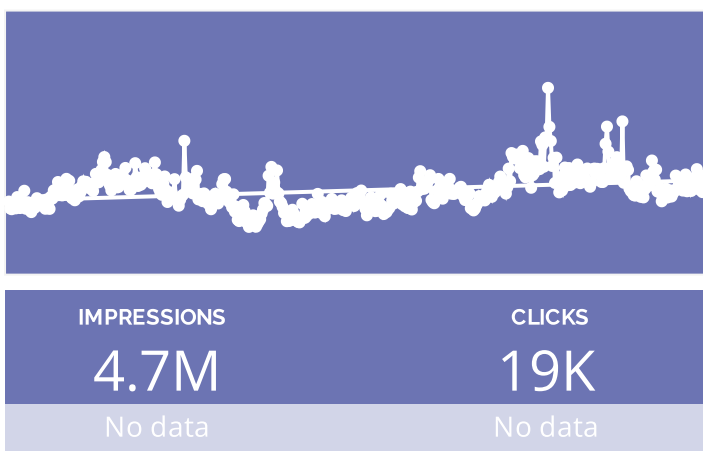 IMPRESSIONS CLICKS
4.7M 19K
No data No data